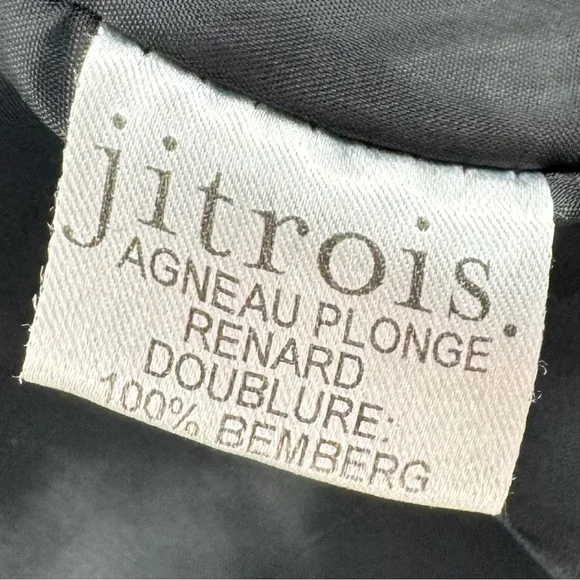 jitrois.
AGNEAU PLONGE
RENARD
DOUBLURE:
100% BEMBERG